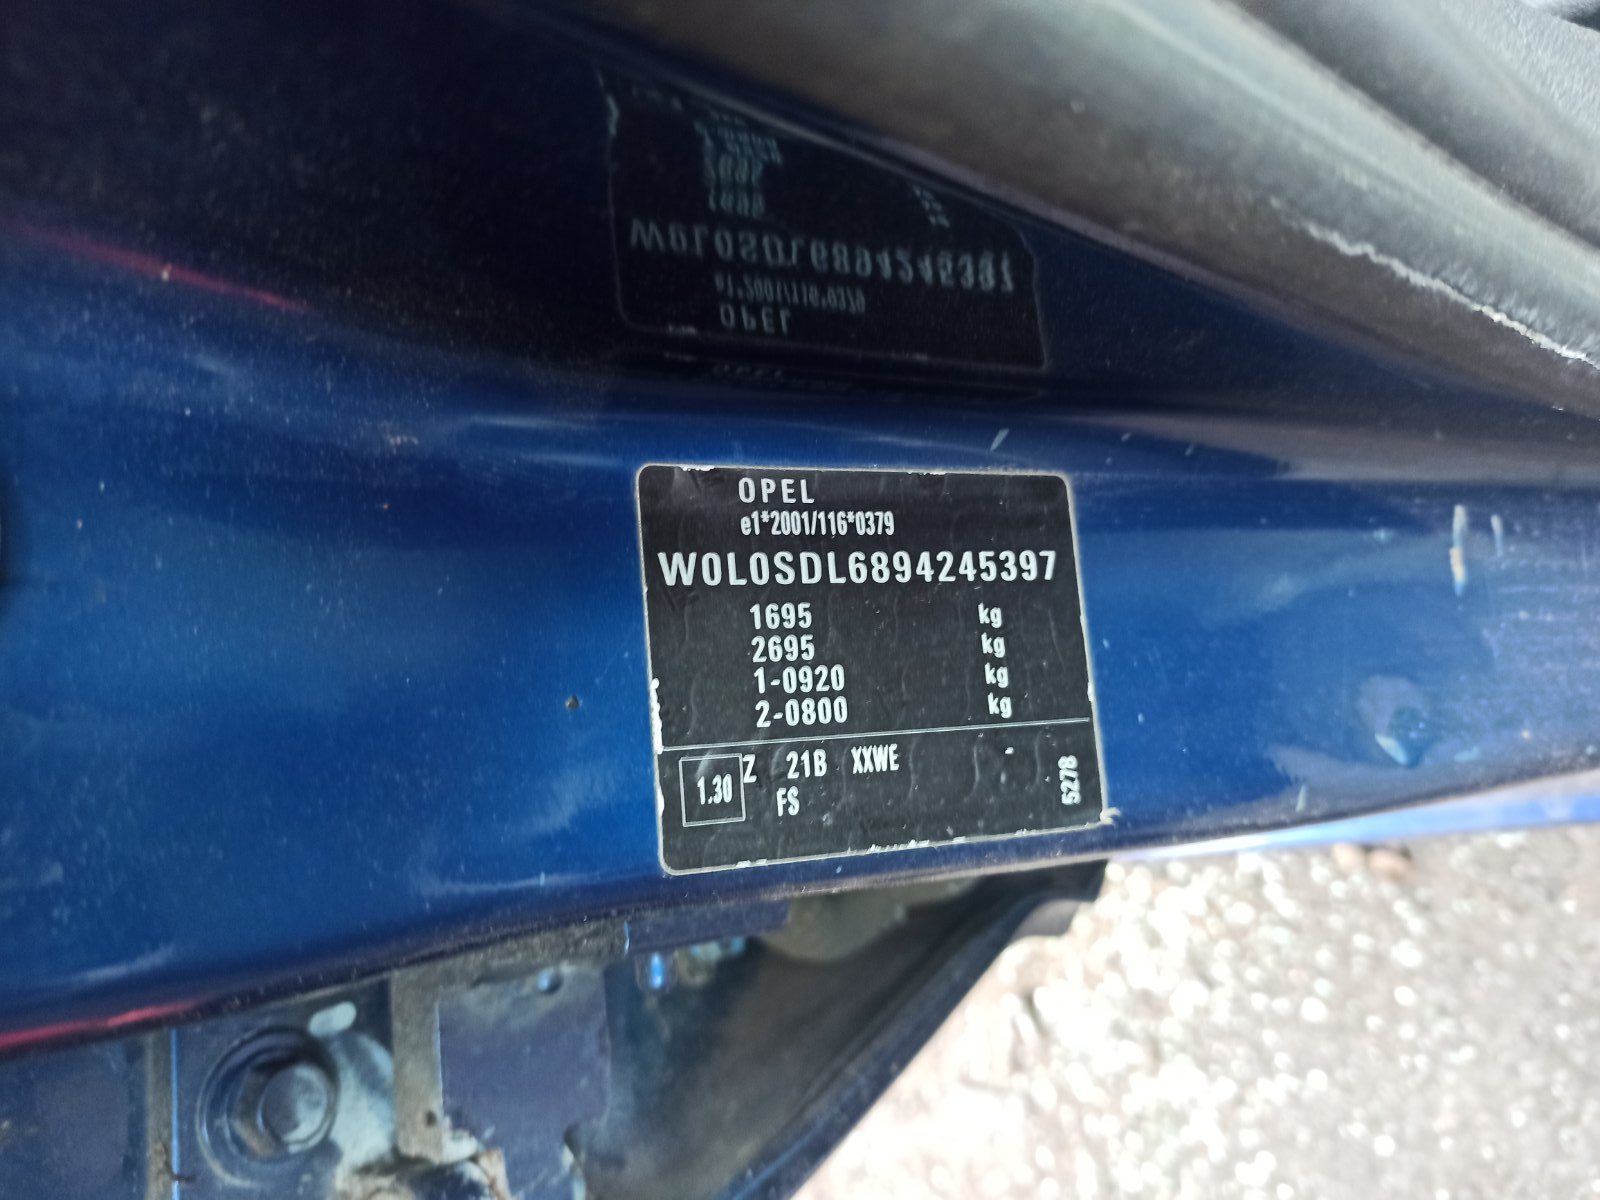 OPEL
e1*2001/116*0379
W0L0SDL6894245397
1695 kg
2695 kg
1-0920 kg
2-0800 kg
1.30 Z 21B XXWE -
FS
5278